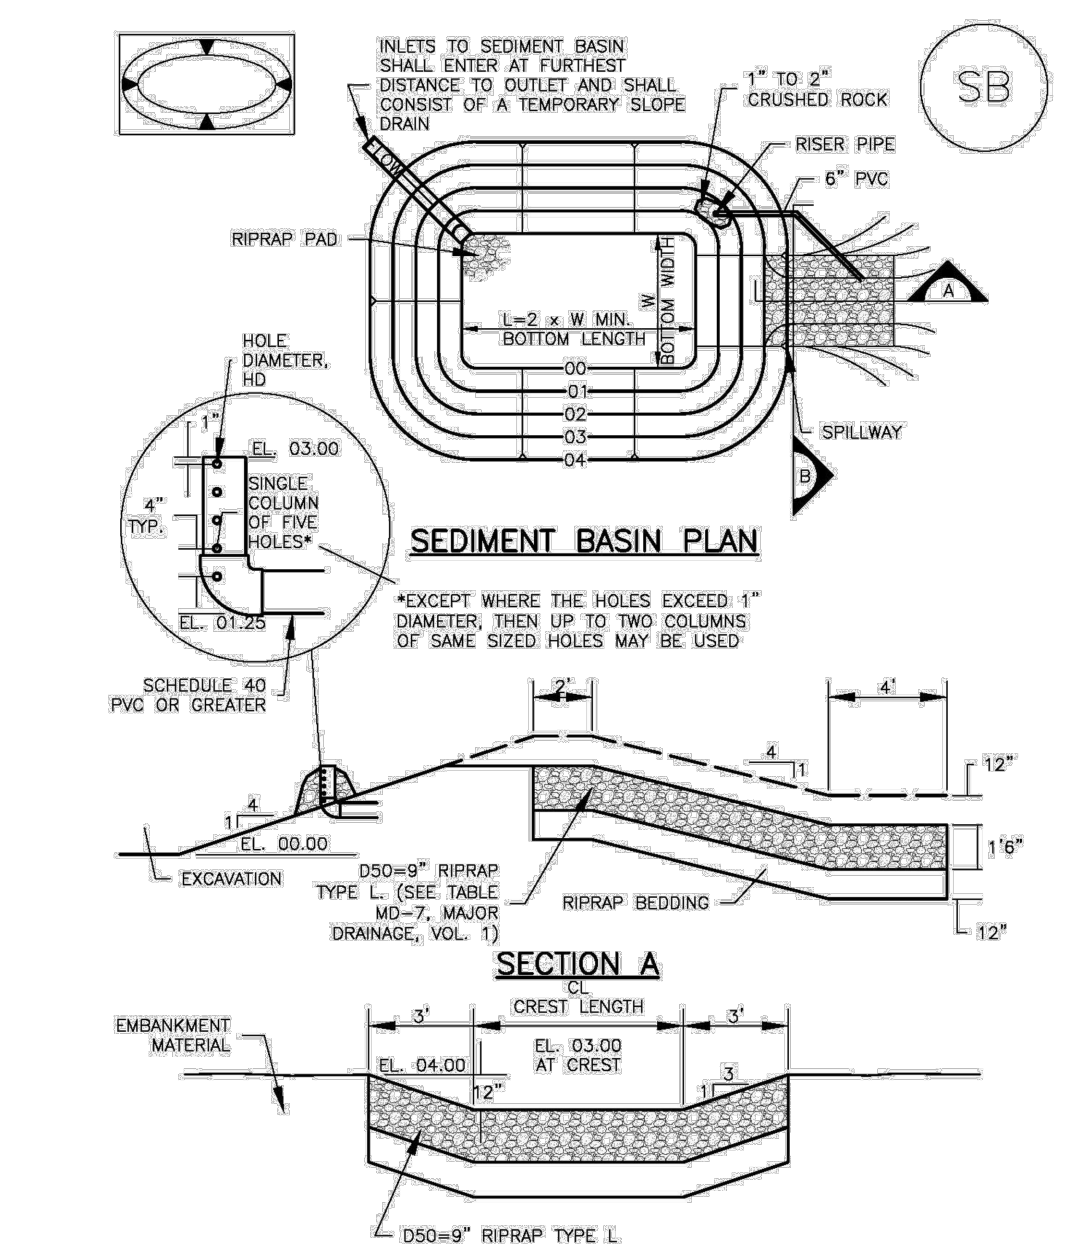 INLETS TO SEDIMENT BASIN
SHALL ENTER AT FURTHEST
DISTANCE TO OUTLET AND SHALL
CONSIST OF A TEMPORARY SLOPE
DRAIN
1" TO 2"
CRUSHED ROCK
SB
RISER PIPE
6" PVC
FLOW
RIPRAP PAD
W
BOTTOM WIDTH
A
L=2 x W MIN.
BOTTOM LENGTH
HOLE
DIAMETER,
HD
00
01
02
03
04
SPILLWAY
B
1"
EL. 03.00
4"
TYP.
SINGLE
COLUMN
OF FIVE
HOLES*
SEDIMENT BASIN PLAN
*EXCEPT WHERE THE HOLES EXCEED 1"
DIAMETER, THEN UP TO TWO COLUMNS
OF SAME SIZED HOLES MAY BE USED
EL. 01.25
SCHEDULE 40
PVC OR GREATER
2'
4'
4
1
12"
4
1
EL. 00.00
1'6"
EXCAVATION
D50=9" RIPRAP
TYPE L. (SEE TABLE
MD-7, MAJOR
DRAINAGE, VOL. 1)
RIPRAP BEDDING
12"
SECTION A
CL
CREST LENGTH
3'
3'
EMBANKMENT
MATERIAL
EL. 04.00
EL. 03.00
AT CREST
12"
3
1
D50=9" RIPRAP TYPE L